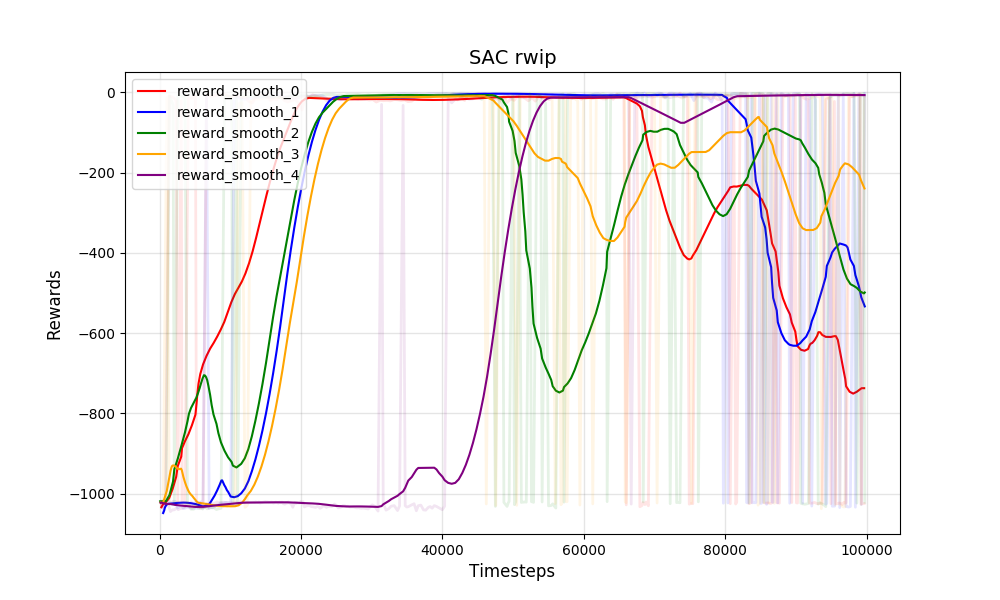 SAC rwip
reward_smooth_0
reward_smooth_1
reward_smooth_2
reward_smooth_3
reward_smooth_4
0
−200
−400
−600
−800
−1000
Rewards
0
20000
40000
60000
80000
100000
Timesteps